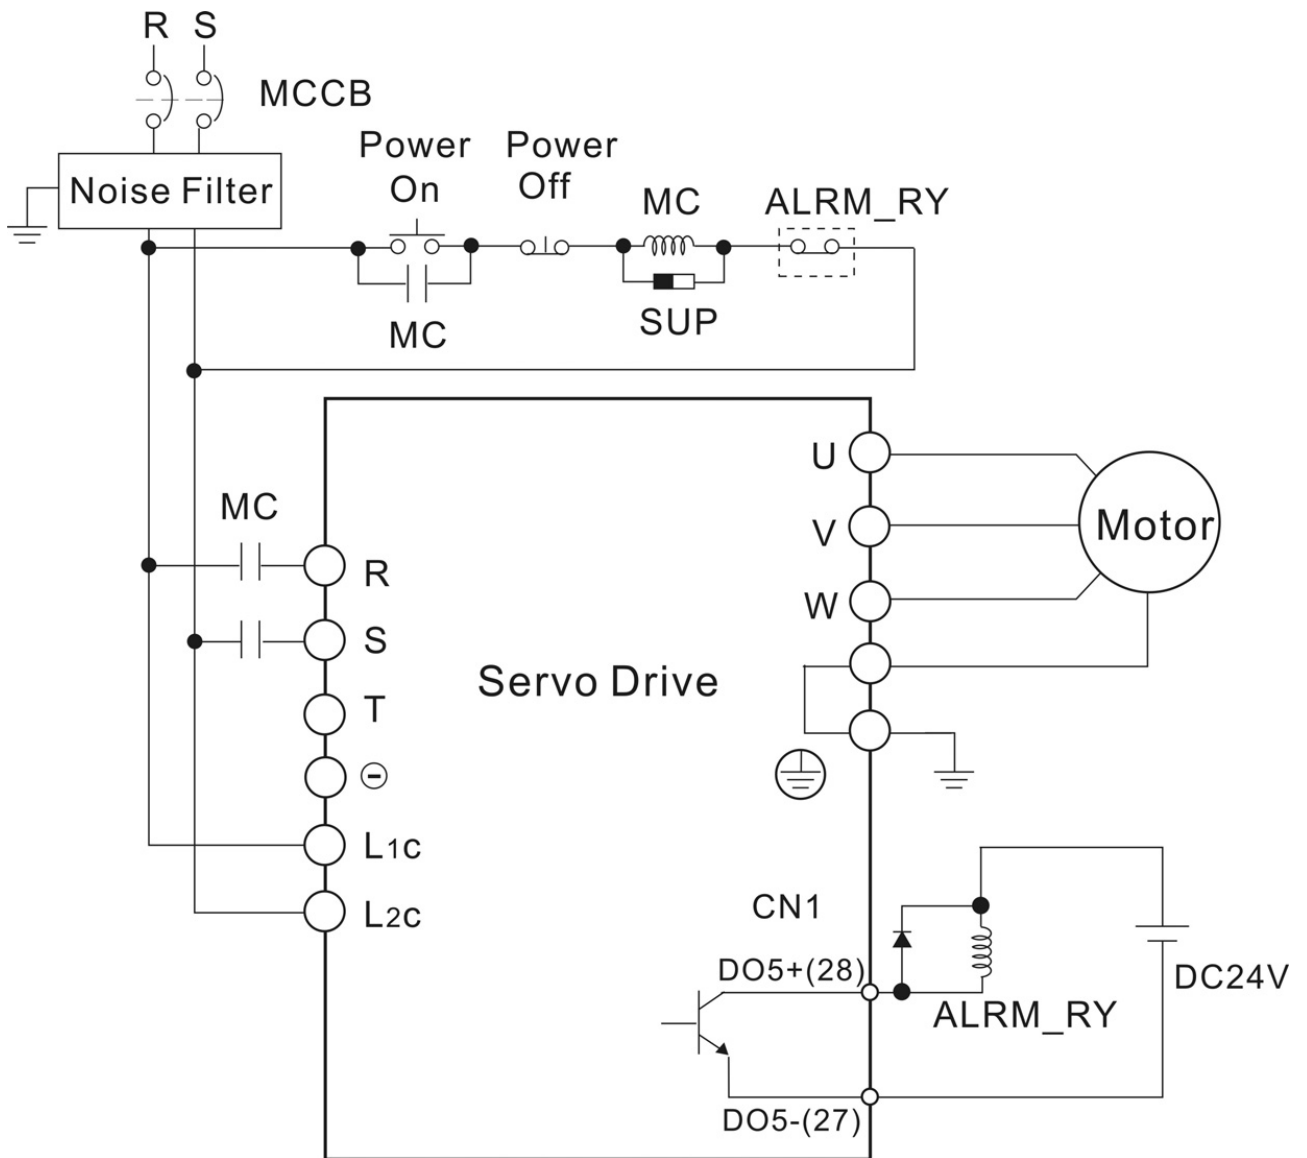 R S
MCCB
Power On
Power Off
Noise Filter
MC
ALRM_RY
SUP
MC
U
MC
V
Motor
R
W
S
Servo Drive
T
⊖
L1c
CN1
L2c
DO5+(28)
DC24V
ALRM_RY
DO5-(27)